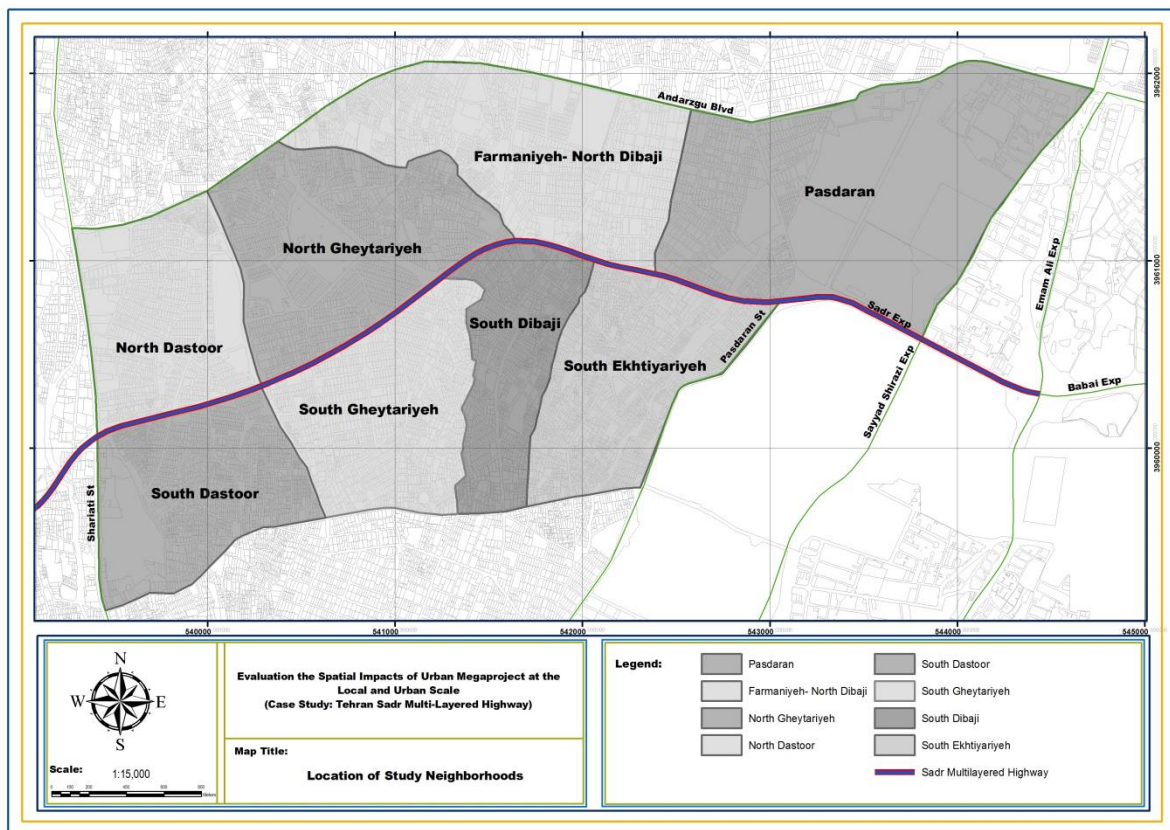 Andarzgu Blvd
Farmaniyeh- North Dibaji
Pasdaran
North Gheytariyeh
North Dastoor
South Dibaji
South Ekhtiyariyeh
South Gheytariyeh
South Dastoor
Shariati St
Pasdaran St
Sadr Exp
Sayyad Shirazi Exp
Emam Ali Exp
Babai Exp
3962000
3961000
3960000
540000
541000
542000
543000
544000
545000
N
W E
S
Scale:
1:15,000
Evaluation the Spatial Impacts of Urban Megaproject at the
Local and Urban Scale
(Case Study: Tehran Sadr Multi-Layered Highway)
Map Title:
Location of Study Neighborhoods
Legend:
Pasdaran
Farmaniyeh- North Dibaji
North Gheytariyeh
North Dastoor
South Dastoor
South Gheytariyeh
South Dibaji
South Ekhtiyariyeh
Sadr Multilayered Highway